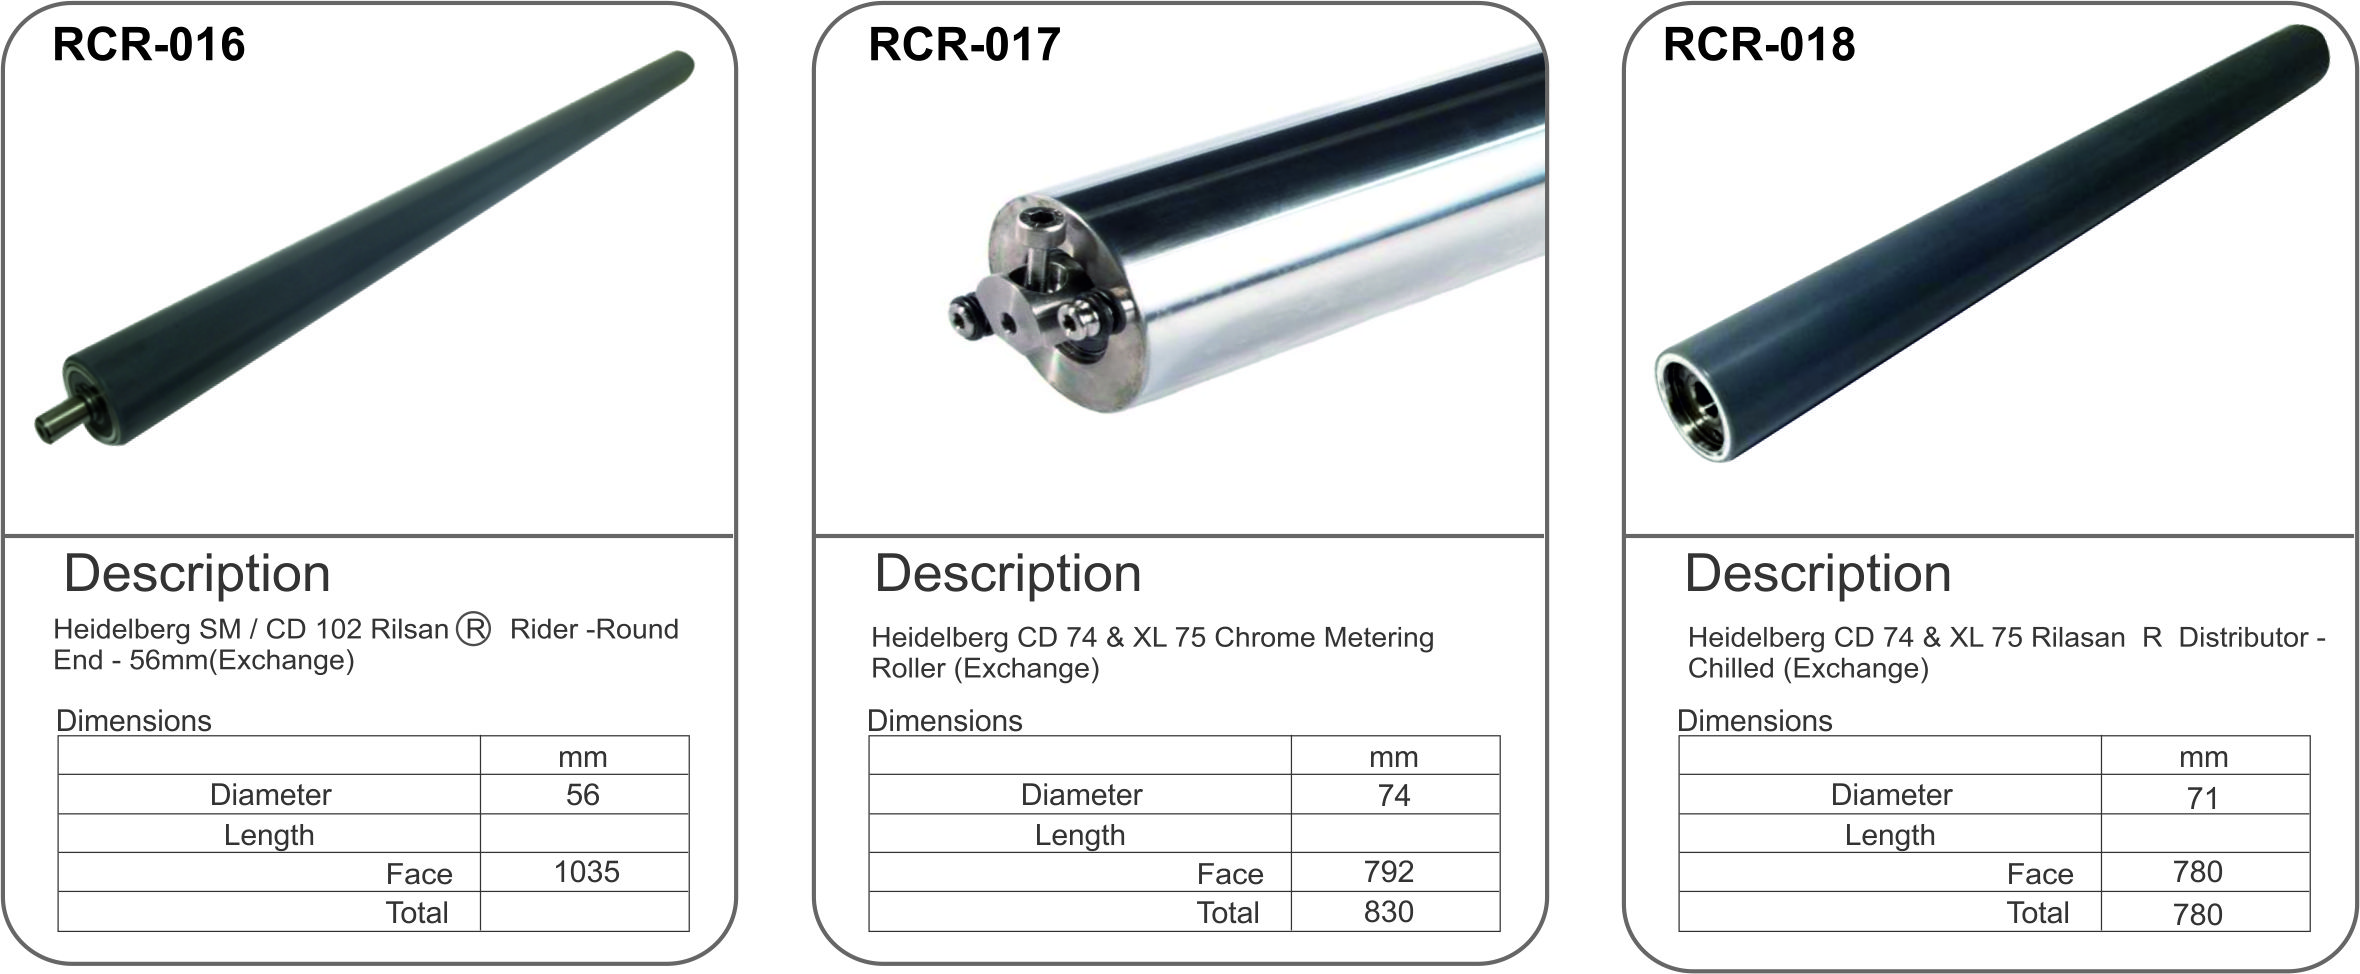 RCR-016
Description
Heidelberg SM / CD 102 Rilsan ® Rider -Round
End - 56mm(Exchange)
Dimensions
mm
Diameter 56
Length
Face 1035
Total
RCR-017
Description
Heidelberg CD 74 & XL 75 Chrome Metering
Roller (Exchange)
Dimensions
mm
Diameter 74
Length
Face 792
Total 830
RCR-018
Description
Heidelberg CD 74 & XL 75 Rilasan R Distributor -
Chilled (Exchange)
Dimensions
mm
Diameter 71
Length
Face 780
Total 780